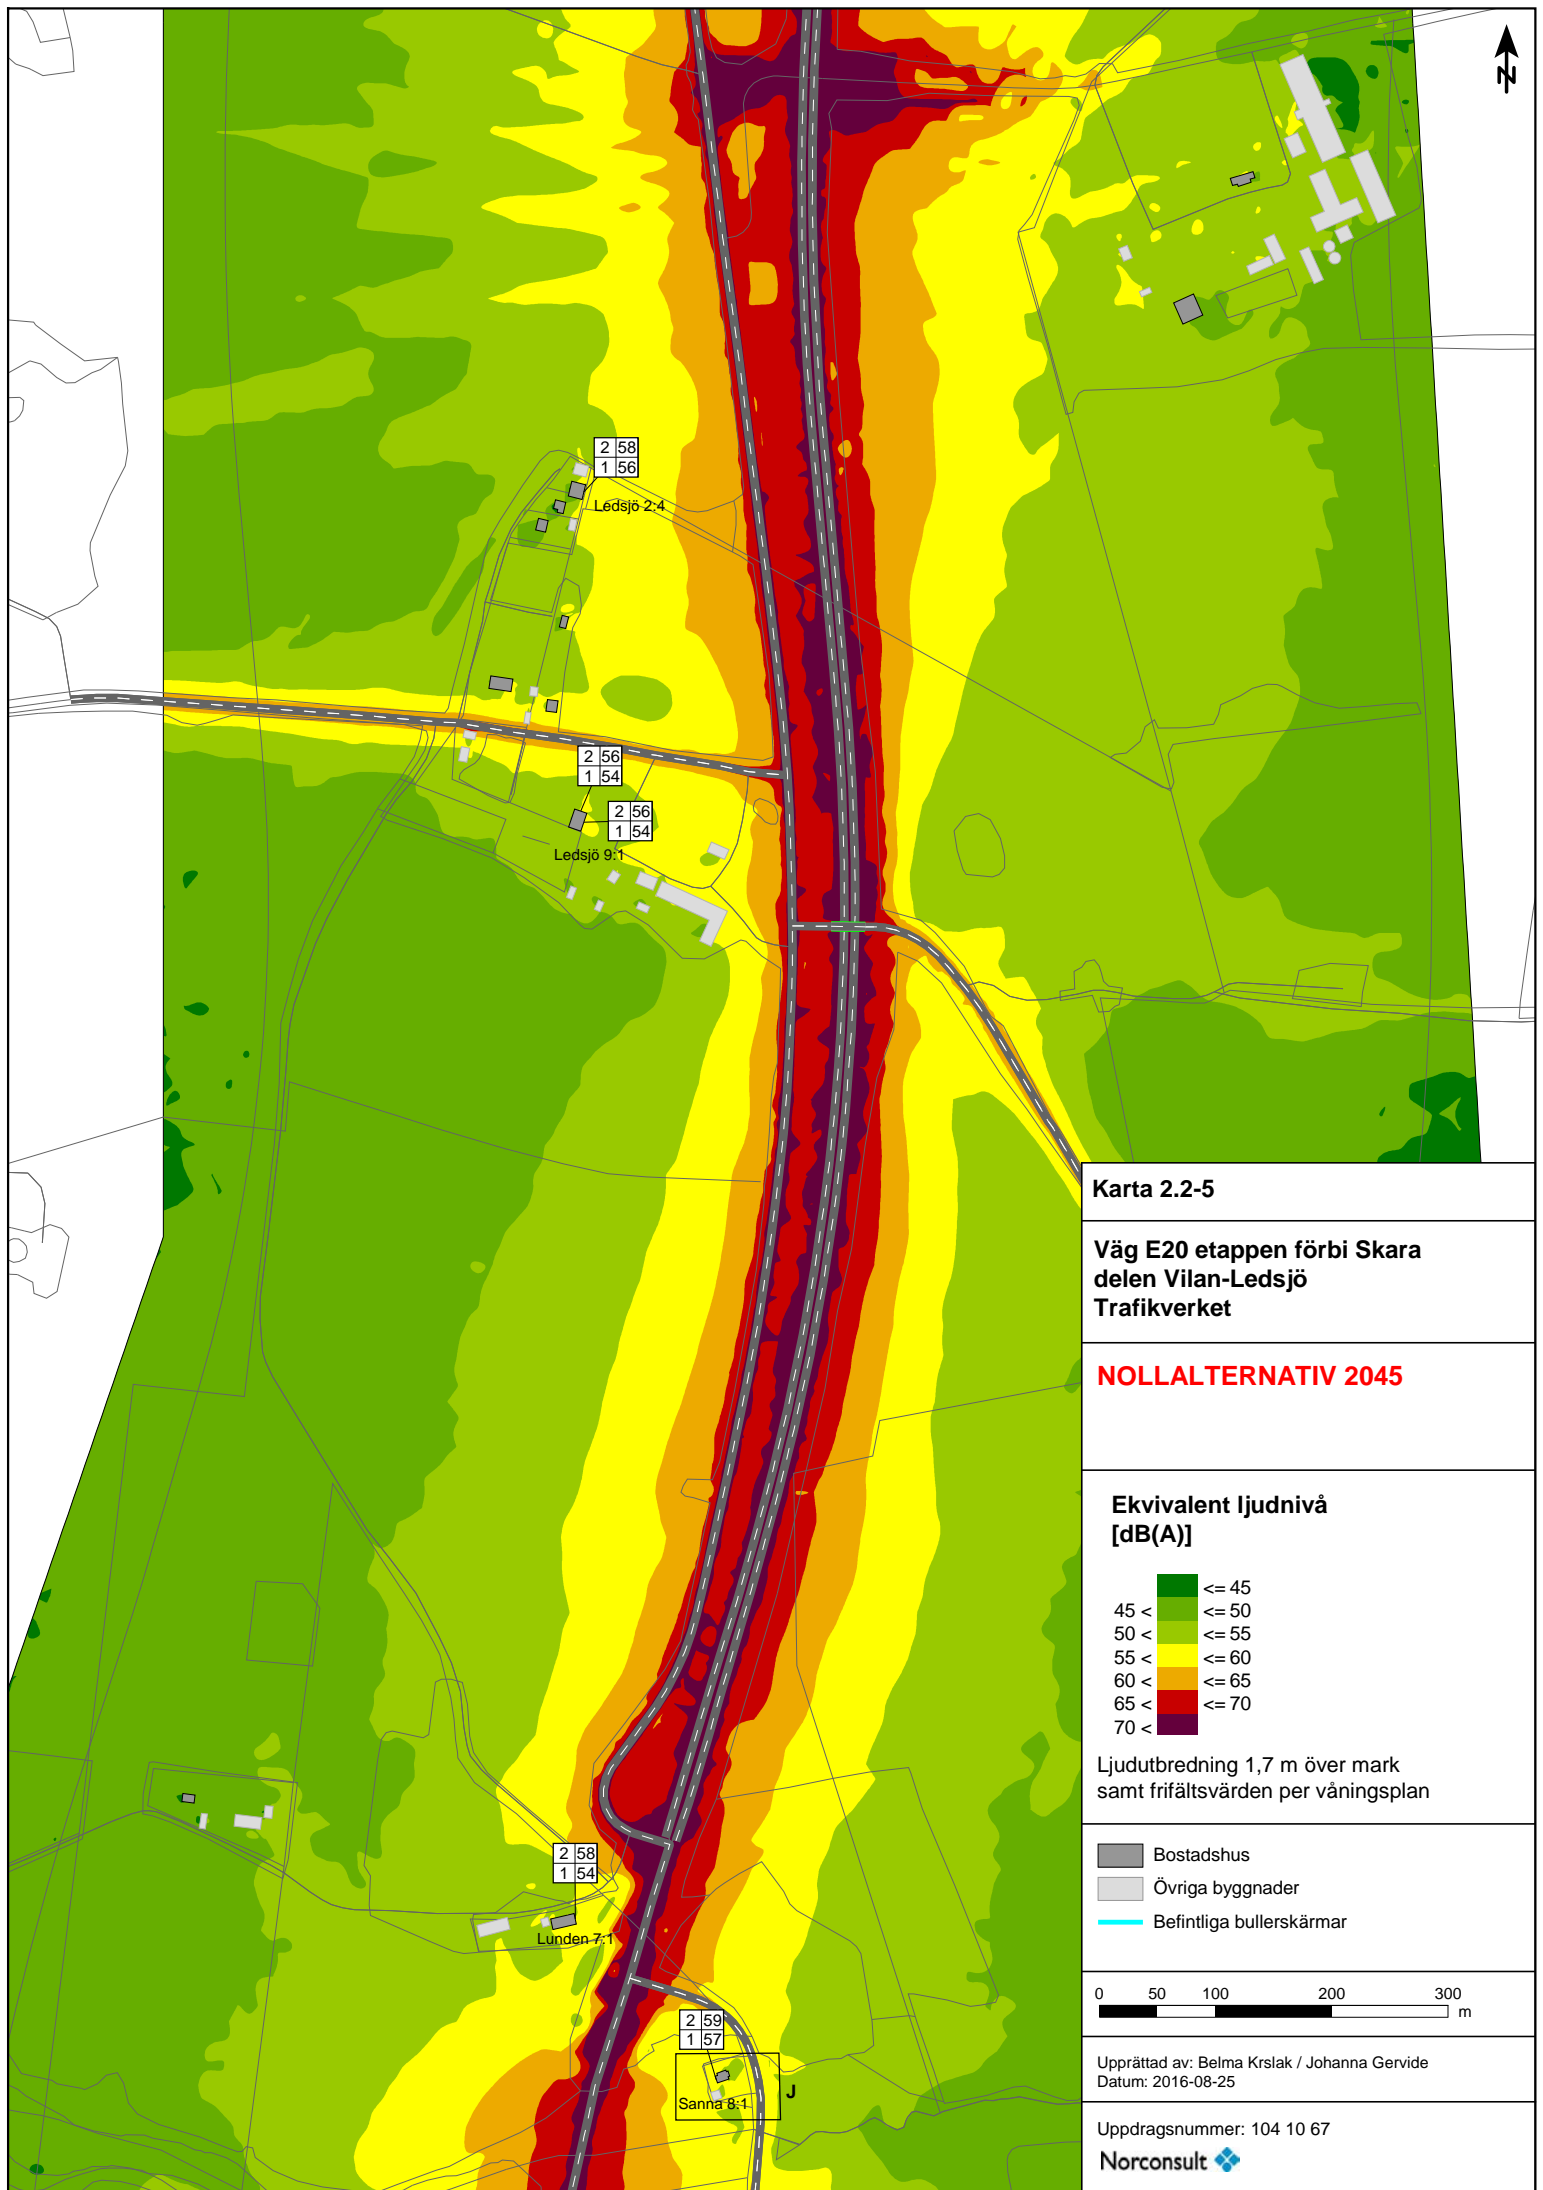 N
2 58
1 56
Ledsjö 2:4
2 56
1 54
2 56
1 54
Ledsjö 9:1
2 58
1 54
Lunden 7:1
2 59
1 57
Sanna 8:1
J
Karta 2.2-5
Väg E20 etappen förbi Skara
delen Vilan-Ledsjö
Trafikverket
NOLLALTERNATIV 2045
Ekvivalent ljudnivå
[dB(A)]
<= 45
45 < <= 50
50 < <= 55
55 < <= 60
60 < <= 65
65 < <= 70
70 <
Ljudutbredning 1,7 m över mark
samt frifältsvärden per våningsplan
Bostadshus
Övriga byggnader
Befintliga bullerskärmar
0 50 100 200 300
m
Upprättad av: Belma Krslak / Johanna Gervide
Datum: 2016-08-25
Uppdragsnummer: 104 10 67
Norconsult